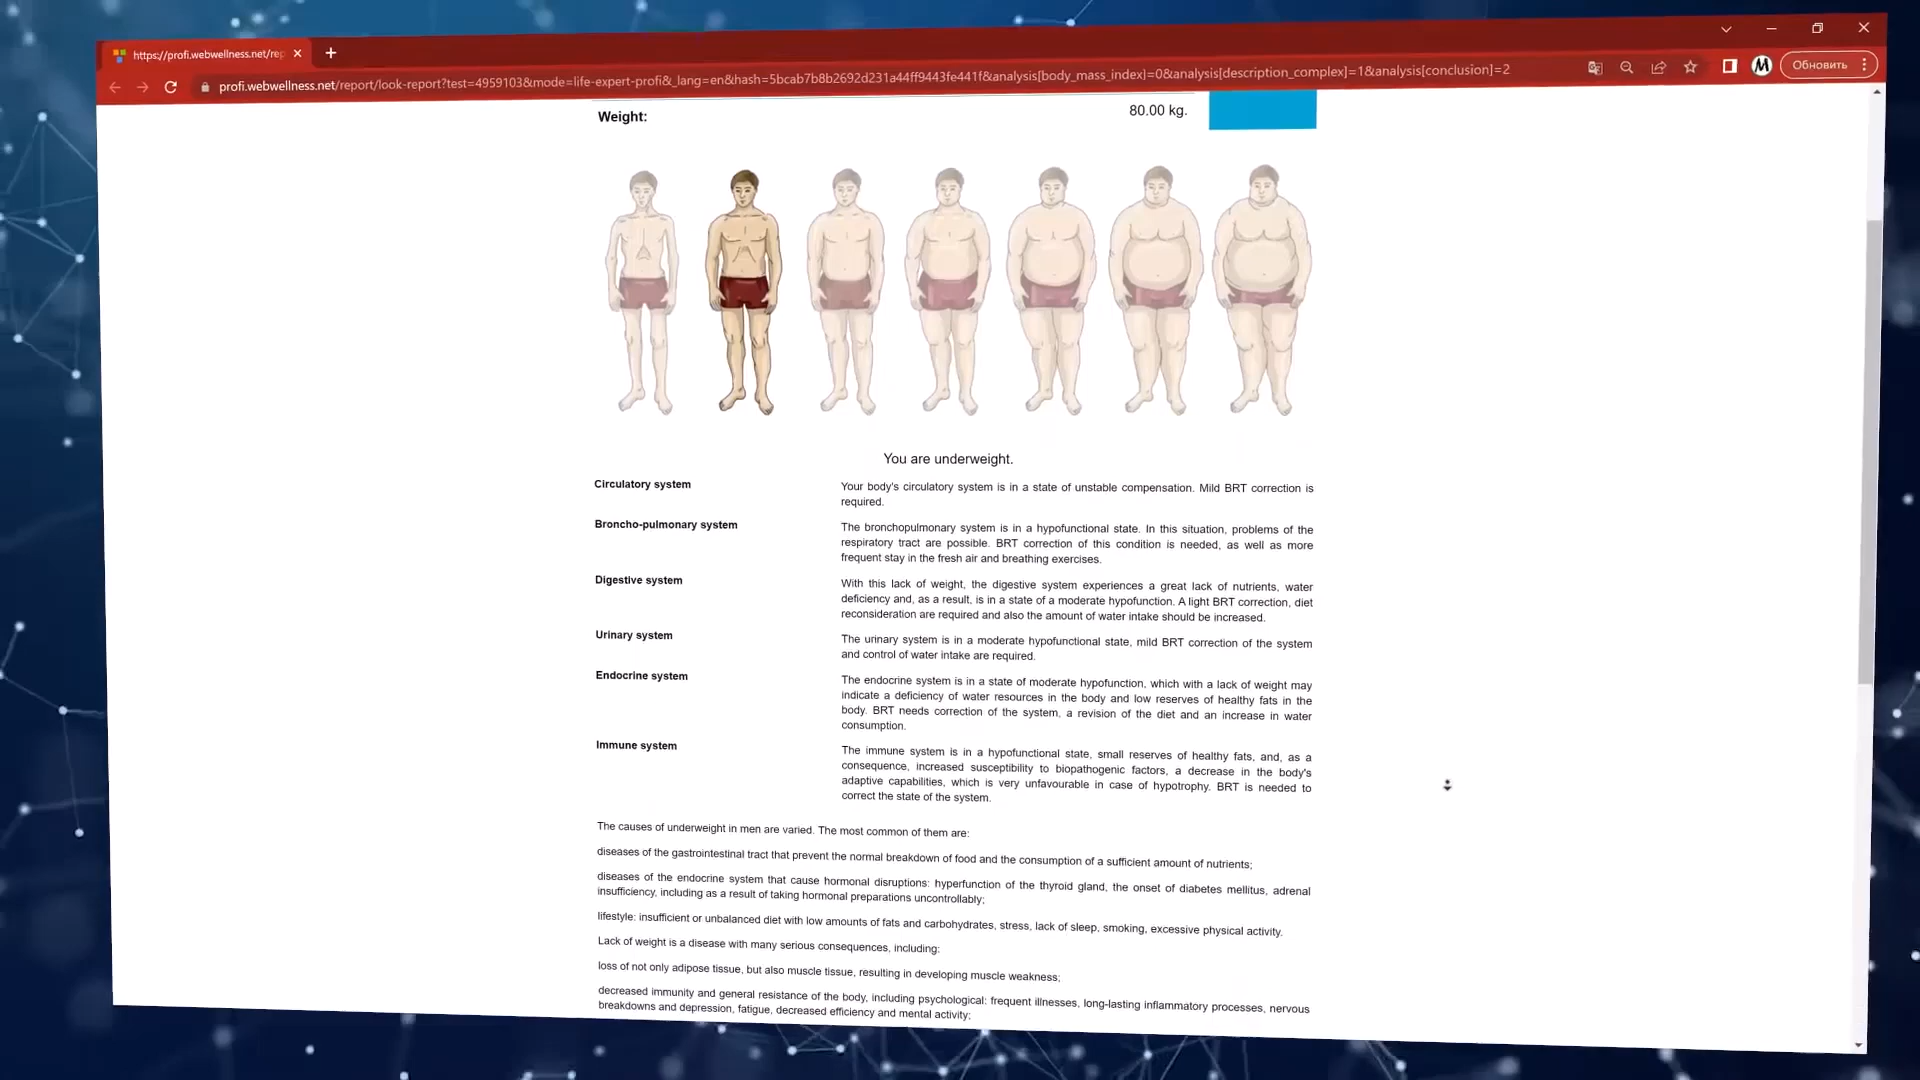 https://profi.webwellness.net/rep
profi.webwellness.net/report/look-report?test=4959103&mode=life-expert-profi&_lang=en&hash=5bcab7b8b2692d231a44ff9443fe441f&analysis[body_mass_index]=0&analysis[description_complex]=1&analysis[conclusion]=2
M
Обновить
Weight:
80.00 kg.
You are underweight.
Circulatory system
Your body's circulatory system is in a state of unstable compensation. Mild BRT correction is
required.
Broncho-pulmonary system
The bronchopulmonary system is in a hypofunctional state. In this situation, problems of the
respiratory tract are possible. BRT correction of this condition is needed, as well as more
frequent stay in the fresh air and breathing exercises.
Digestive system
With this lack of weight, the digestive system experiences a great lack of nutrients, water
deficiency and, as a result, is in a state of a moderate hypofunction. A light BRT correction, diet
reconsideration are required and also the amount of water intake should be increased.
Urinary system
The urinary system is in a moderate hypofunctional state, mild BRT correction of the system
and control of water intake are required.
Endocrine system
The endocrine system is in a state of moderate hypofunction, which with a lack of weight may
indicate a deficiency of water resources in the body and low reserves of healthy fats in the
body. BRT needs correction of the system, a revision of the diet and an increase in water
consumption.
Immune system
The immune system is in a hypofunctional state, small reserves of healthy fats, and, as a
consequence, increased susceptibility to biopathogenic factors, a decrease in the body's
adaptive capabilities, which is very unfavourable in case of hypotrophy. BRT is needed to
correct the state of the system.
The causes of underweight in men are varied. The most common of them are:
diseases of the gastrointestinal tract that prevent the normal breakdown of food and the consumption of a sufficient amount of nutrients;
diseases of the endocrine system that cause hormonal disruptions: hyperfunction of the thyroid gland, the onset of diabetes mellitus, adrenal
insufficiency, including as a result of taking hormonal preparations uncontrollably;
lifestyle: insufficient or unbalanced diet with low amounts of fats and carbohydrates, stress, lack of sleep, smoking, excessive physical activity.
Lack of weight is a disease with many serious consequences, including:
loss of not only adipose tissue, but also muscle tissue, resulting in developing muscle weakness;
decreased immunity and general resistance of the body, including psychological: frequent illnesses, long-lasting inflammatory processes, nervous
breakdowns and depression, fatigue, decreased efficiency and mental activity;